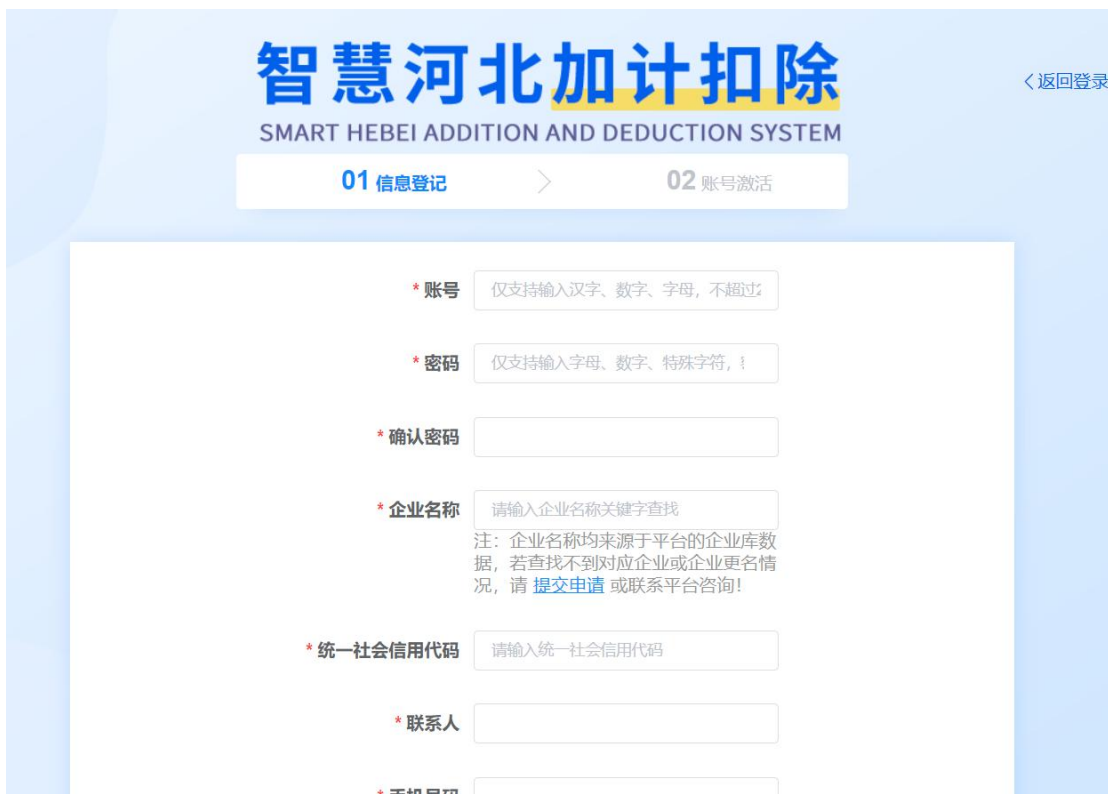 智慧河北加计扣除
〈返回登录
SMART HEBEI ADDITION AND DEDUCTION SYSTEM
01 信息登记
02 账号激活
* 账号 仅支持输入汉字、数字、字母，不超过2
* 密码 仅支持输入字母、数字、特殊字符，
* 确认密码
* 企业名称 请输入企业名称关键字查找
注：企业名称均来源于平台的企业库数
据，若查找不到对应企业或企业更名情
况，请 提交申请 或联系平台咨询！
* 统一社会信用代码 请输入统一社会信用代码
* 联系人
* 手机号码